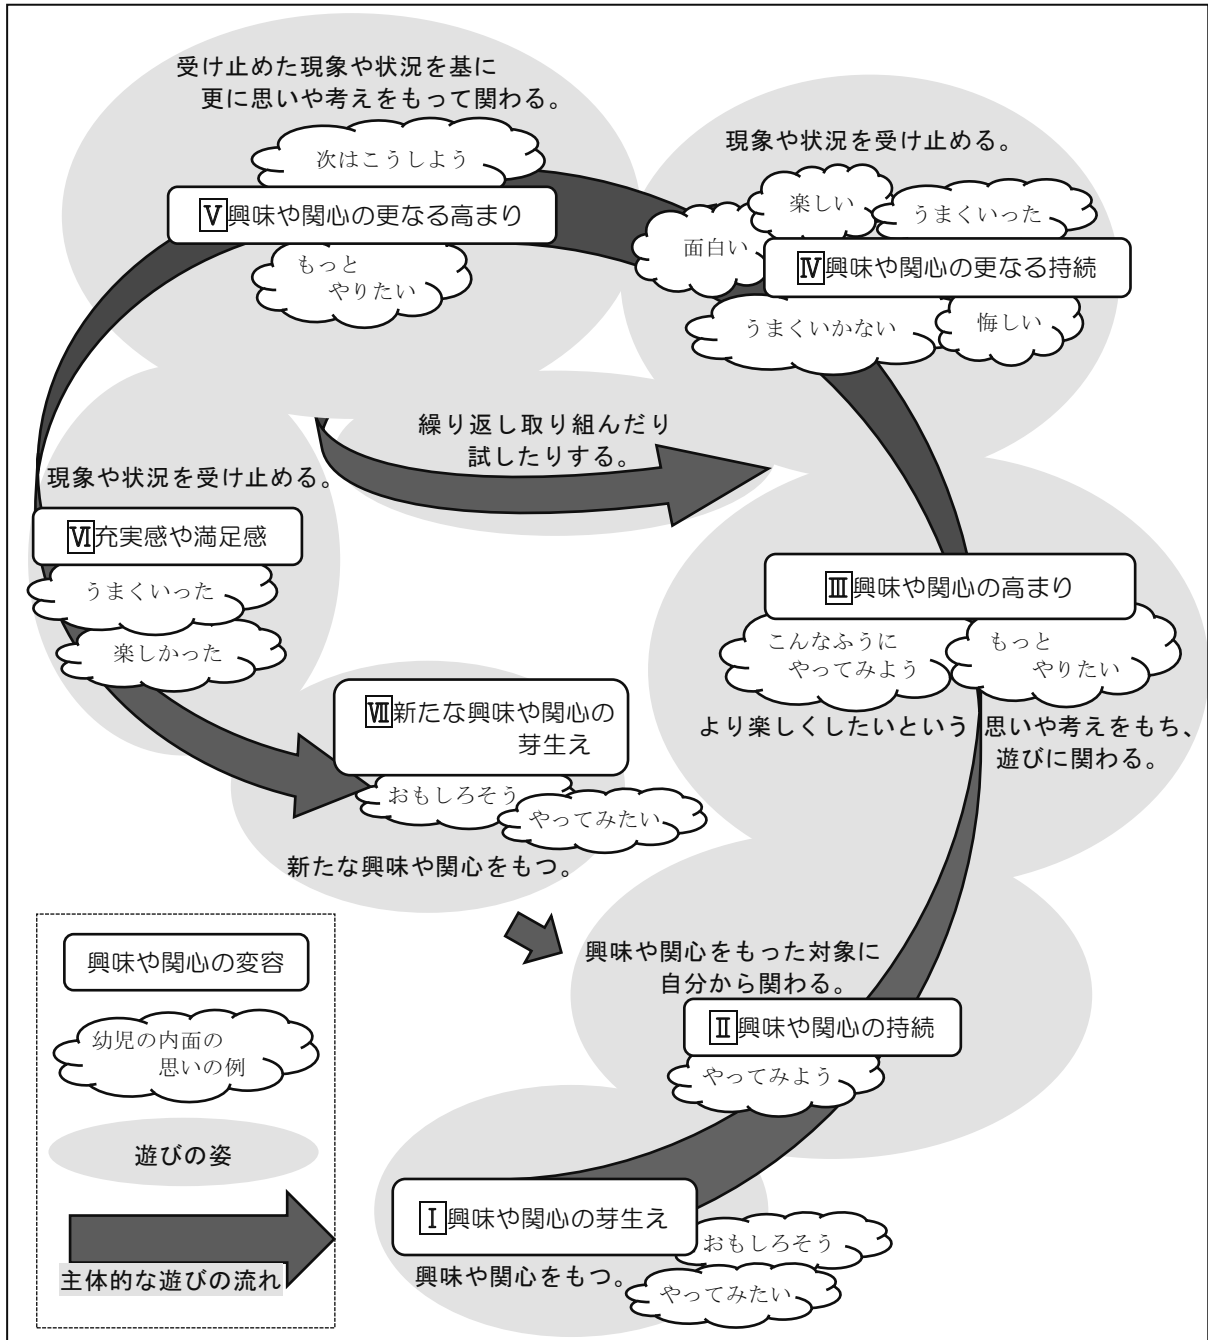 受け止めた現象や状況を基に
更に思いや考えをもって関わる。
次はこうしよう
Ⅴ興味や関心の更なる高まり
もっと
やりたい
現象や状況を受け止める。
楽しい
うまくいった
面白い
Ⅳ興味や関心の更なる持続
うまくいかない
悔しい
繰り返し取り組んだり
試したりする。
現象や状況を受け止める。
Ⅵ充実感や満足感
うまくいった
楽しかった
Ⅲ興味や関心の高まり
こんなふうに
やってみよう
もっと
やりたい
より楽しくしたいという 思いや考えをもち、
遊びに関わる。
Ⅶ新たな興味や関心の
芽生え
おもしろそう
やってみたい
新たな興味や関心をもつ。
興味や関心をもった対象に
自分から関わる。
Ⅱ興味や関心の持続
やってみよう
Ⅰ興味や関心の芽生え
おもしろそう
興味や関心をもつ。
やってみたい
興味や関心の変容
幼児の内面の
思いの例
遊びの姿
主体的な遊びの流れ